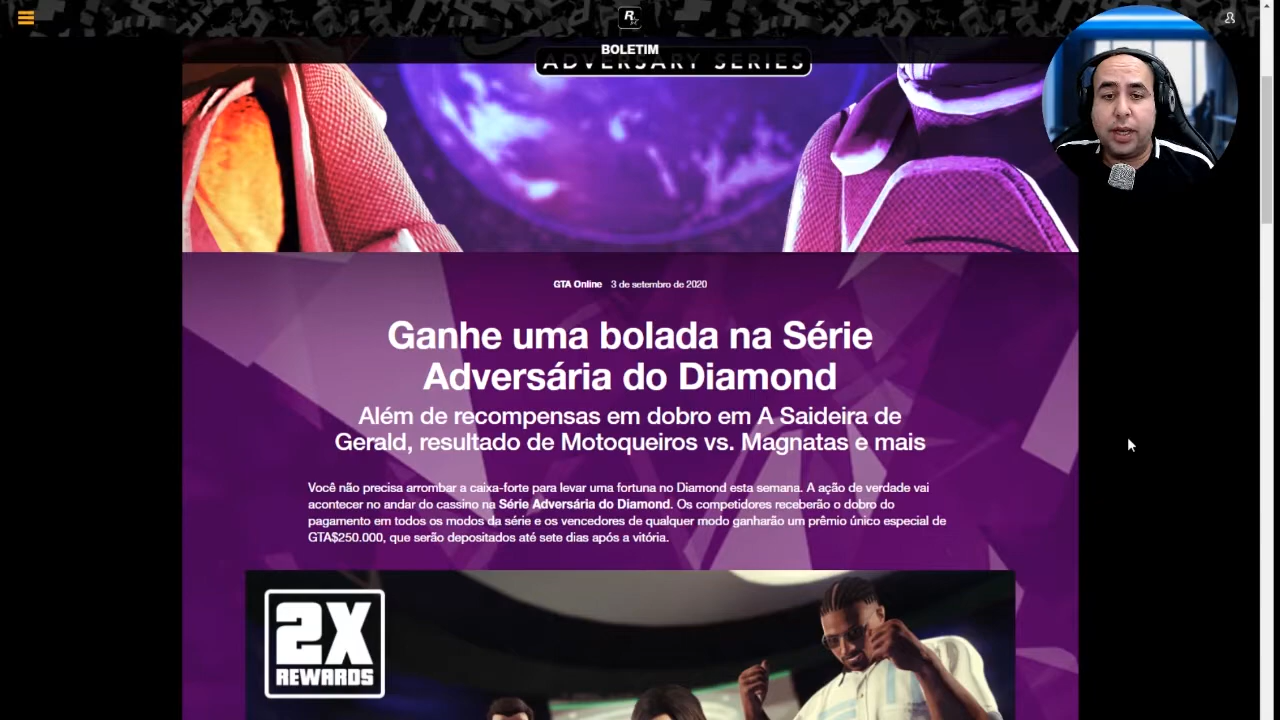 R
BOLETIM
ADVERSARY SERIES
GTA Online 3 de setembro de 2020
Ganhe uma bolada na Série
Adversária do Diamond
Além de recompensas em dobro em A Saideira de
Gerald, resultado de Motoqueiros vs. Magnatas e mais
Você não precisa arrombar a caixa-forte para levar uma fortuna no Diamond esta semana. A ação de verdade vai
acontecer no andar do cassino na Série Adversária do Diamond. Os competidores receberão o dobro do
pagamento em todos os modos da série e os vencedores de qualquer modo ganharão um prêmio único especial de
GTA$250.000, que serão depositados até sete dias após a vitória.
2X
REWARDS